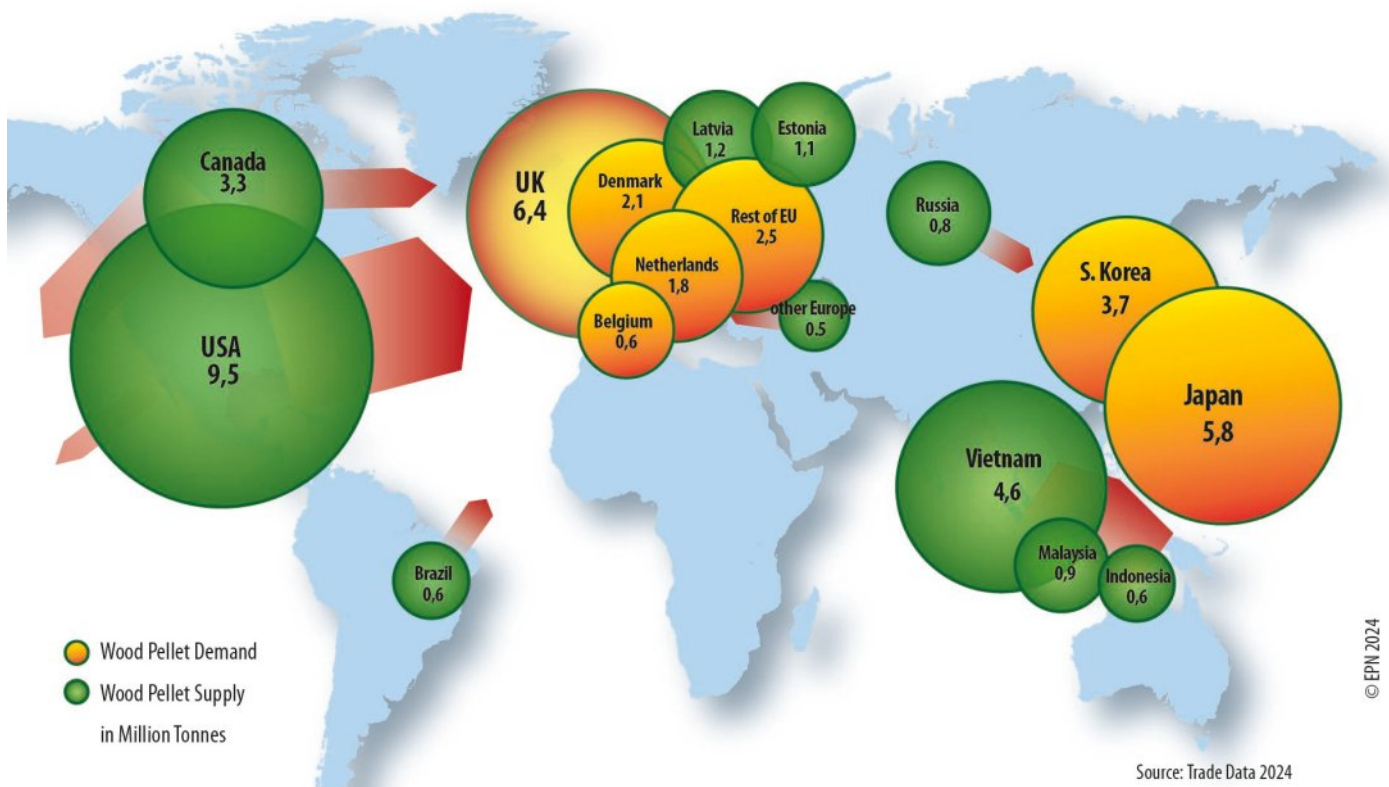 Canada
3,3
USA
9,5
Brazil
0,6
UK
6,4
Denmark
2,1
Latvia
1,2
Estonia
1,1
Rest of EU
2,5
Netherlands
1,8
Belgium
0,6
other Europe
0.5
Russia
0,8
S. Korea
3,7
Japan
5,8
Vietnam
4,6
Malaysia
0,9
Indonesia
0,6
Wood Pellet Demand
Wood Pellet Supply
in Million Tonnes
© EPN 2024
Source: Trade Data 2024